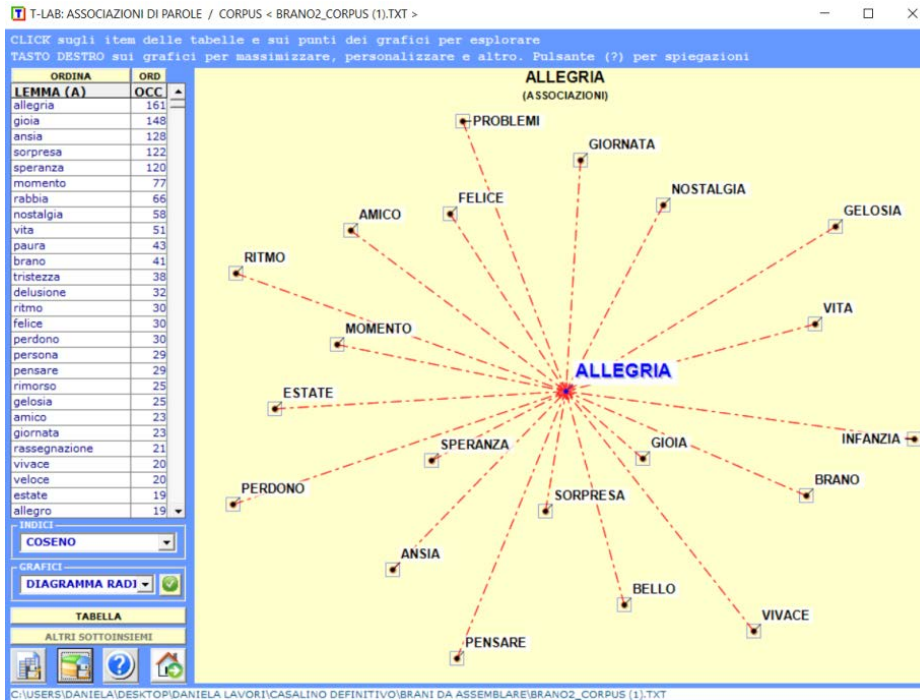 T-LAB: ASSOCIAZIONI DI PAROLE / CORPUS < BRANO2_CORPUS (1).TXT >
CLICK sugli item delle tabelle e sui punti dei grafici per esplorare
TASTO DESTRO sui grafici per massimizzare, personalizzare e altro. Pulsante (?) per spiegazioni
ORDINA ORD
LEMMA (A) OCC
allegria 161
gioia 148
ansia 128
sorpresa 122
speranza 120
momento 77
rabbia 66
nostalgia 58
vita 51
paura 43
brano 41
tristezza 38
delusione 32
ritmo 30
felice 30
perdono 30
persona 29
pensare 29
rimorso 25
gelosia 25
amico 23
giornata 23
rassegnazione 21
vivace 20
veloce 20
estate 19
allegro 19
INDICI
COSENO
GRAFICI
DIAGRAMMA RADI
TABELLA
ALTRI SOTTOINSIEMI
ALLEGRIA
(ASSOCIAZIONI)
PROBLEMI
GIORNATA
NOSTALGIA
FELICE
AMICO
GELOSIA
RITMO
VITA
MOMENTO
ALLEGRIA
ESTATE
INFANZIA
SPERANZA
GIOIA
BRANO
PERDONO
SORPRESA
ANSIA
BELLO
VIVACE
PENSARE
C:\USERS\DANIELA\DESKTOP\DANIELA LAVORI\CASALINO DEFINITIVO\BRANI DA ASSEMBLARE\BRANO2_CORPUS (1).TXT